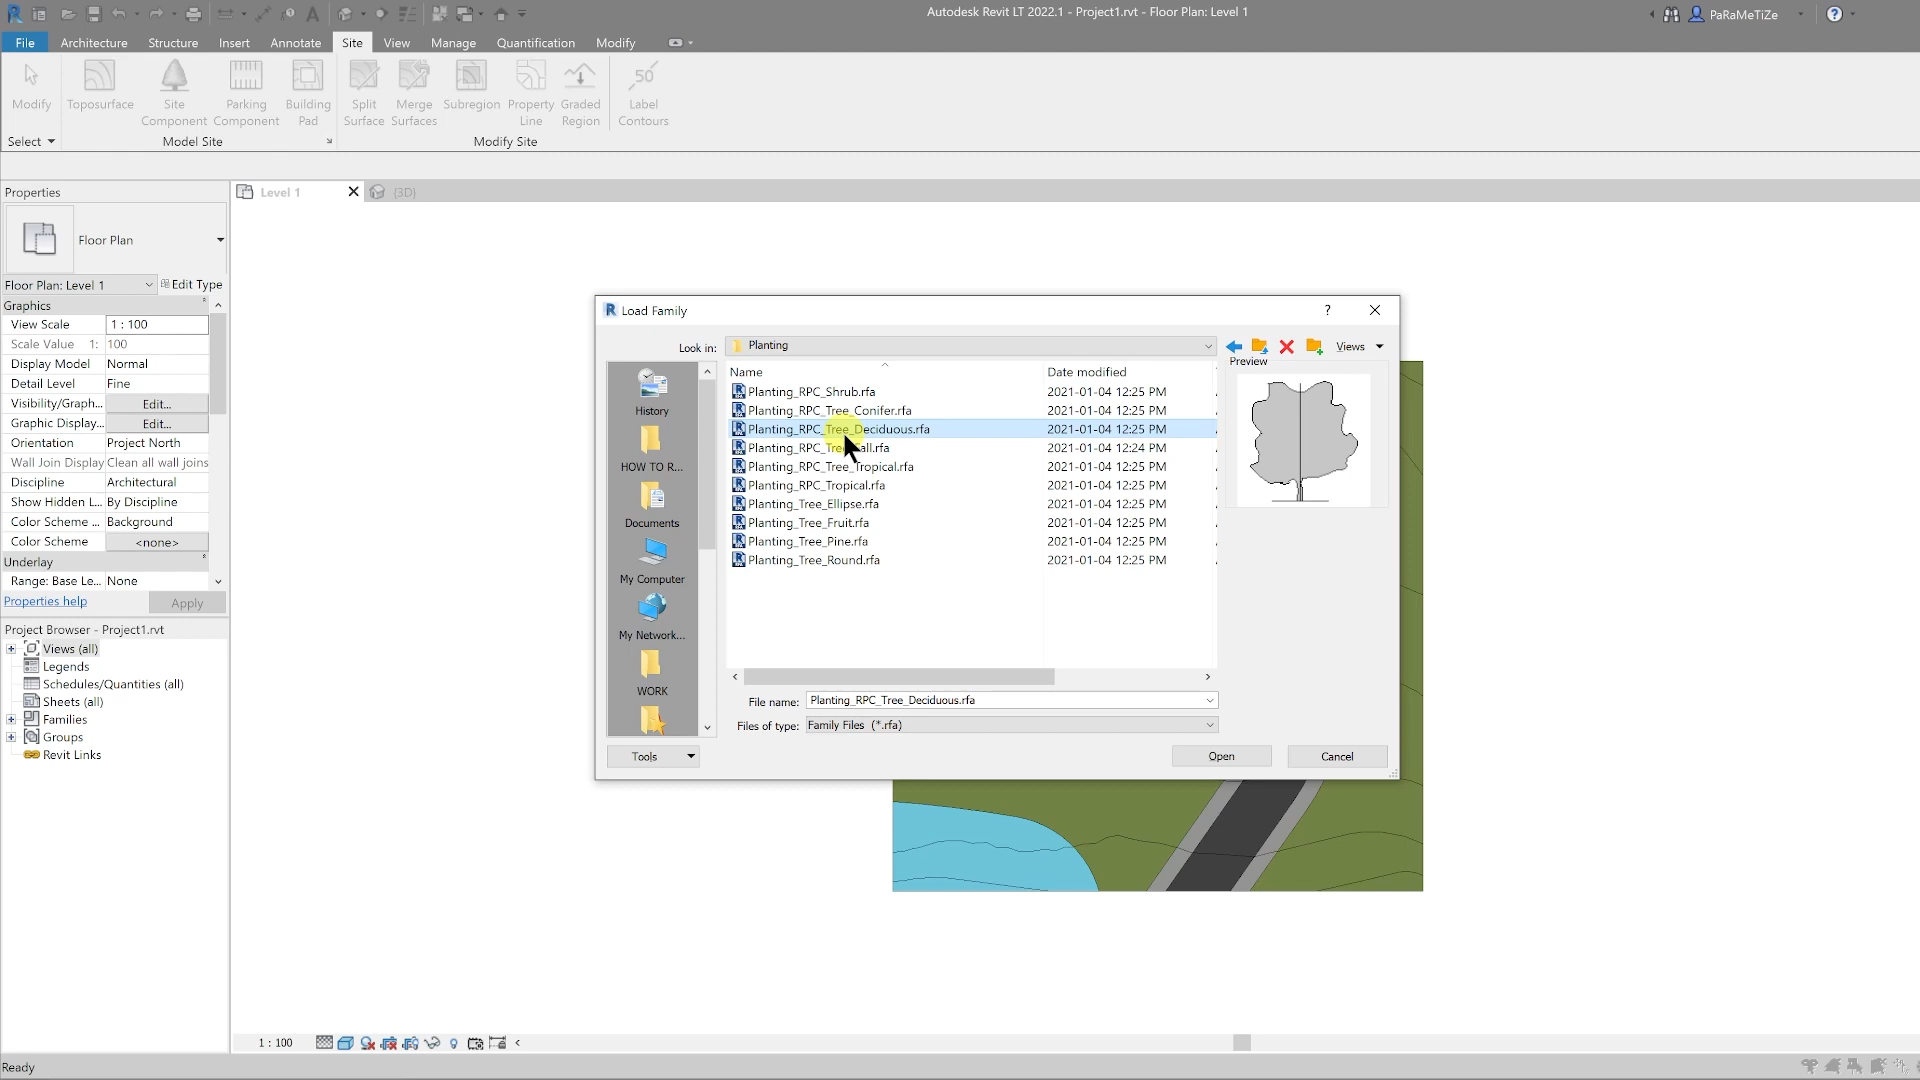 Autodesk Revit LT 2022.1 - Project1.rvt - Floor Plan: Level 1
PaRaMeTiZe
File Architecture Structure Insert Annotate Site View Manage Quantification Modify
Modify
Toposurface
Site Component
Parking Component
Building Pad
Split Surface
Merge Surfaces
Subregion
Property Line
Graded Region
50
Label Contours
Select
Model Site
Modify Site
Properties
Level 1
{3D}
Floor Plan
Floor Plan: Level 1
Edit Type
Graphics
View Scale 1 : 100
Scale Value 1: 100
Display Model Normal
Detail Level Fine
Visibility/Graph... Edit...
Graphic Display... Edit...
Orientation Project North
Wall Join Display Clean all wall joins
Discipline Architectural
Show Hidden L... By Discipline
Color Scheme ... Background
Color Scheme <none>
Underlay
Range: Base Le... None
Properties help
Apply
Project Browser - Project1.rvt
Views (all)
Legends
Schedules/Quantities (all)
Sheets (all)
Families
Groups
Revit Links
Load Family
Look in: Planting
Views
History
HOW TO R...
Documents
My Computer
My Network...
WORK
Name Date modified
Planting_RPC_Shrub.rfa 2021-01-04 12:25 PM
Planting_RPC_Tree_Conifer.rfa 2021-01-04 12:25 PM
Planting_RPC_Tree_Deciduous.rfa 2021-01-04 12:25 PM
Planting_RPC_Tree_Fall.rfa 2021-01-04 12:24 PM
Planting_RPC_Tree_Tropical.rfa 2021-01-04 12:25 PM
Planting_RPC_Tropical.rfa 2021-01-04 12:25 PM
Planting_Tree_Ellipse.rfa 2021-01-04 12:25 PM
Planting_Tree_Fruit.rfa 2021-01-04 12:25 PM
Planting_Tree_Pine.rfa 2021-01-04 12:25 PM
Planting_Tree_Round.rfa 2021-01-04 12:25 PM
Preview
File name: Planting_RPC_Tree_Deciduous.rfa
Files of type: Family Files (*.rfa)
Tools
Open
Cancel
1 : 100
Ready